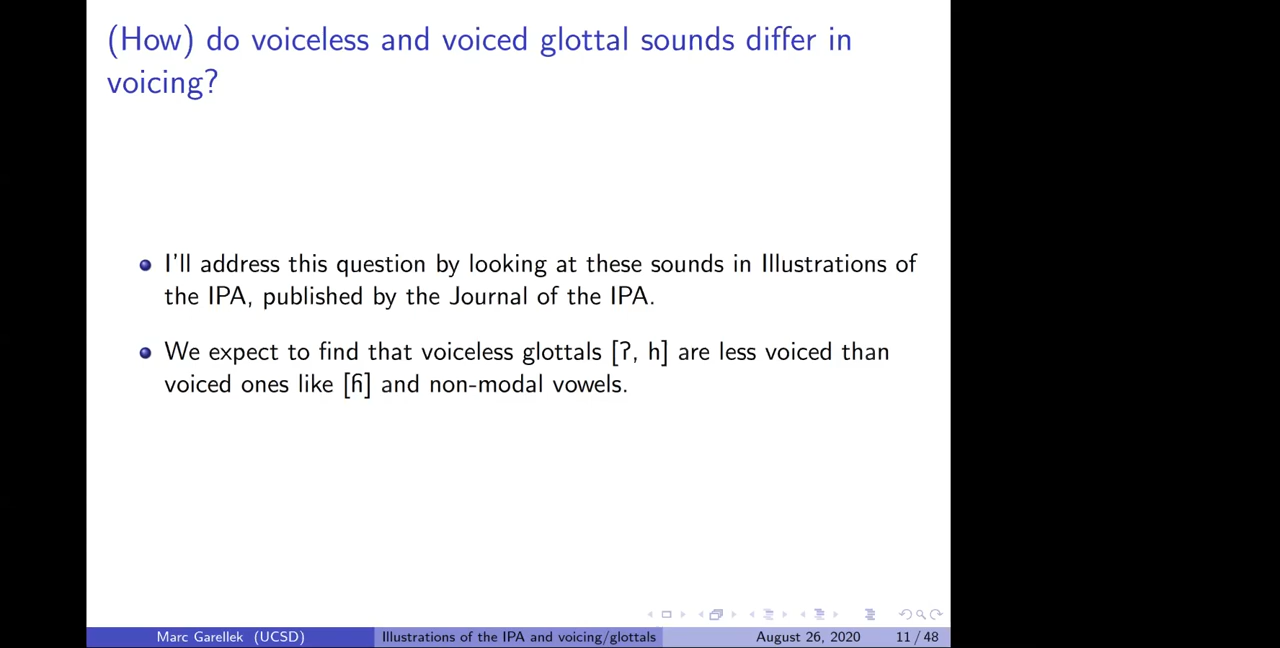 (How) do voiceless and voiced glottal sounds differ in
voicing?
I'll address this question by looking at these sounds in Illustrations of
the IPA, published by the Journal of the IPA.
We expect to find that voiceless glottals [ʔ, h] are less voiced than
voiced ones like [ɦ] and non-modal vowels.
Marc Garellek (UCSD) Illustrations of the IPA and voicing/glottals August 26, 2020 11 / 48